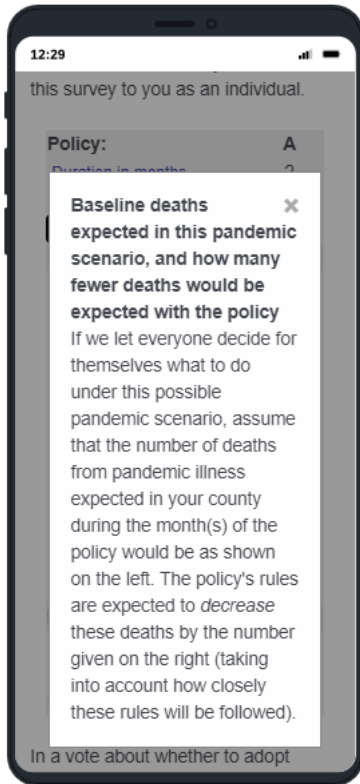 12:29
this survey to you as an individual.
Policy: A
Duration in months 2
Baseline deaths ×
expected in this pandemic
scenario, and how many
fewer deaths would be
expected with the policy
If we let everyone decide for
themselves what to do
under this possible
pandemic scenario, assume
that the number of deaths
from pandemic illness
expected in your county
during the month(s) of the
policy would be as shown
on the left. The policy's rules
are expected to decrease
these deaths by the number
given on the right (taking
into account how closely
these rules will be followed).
In a vote about whether to adopt